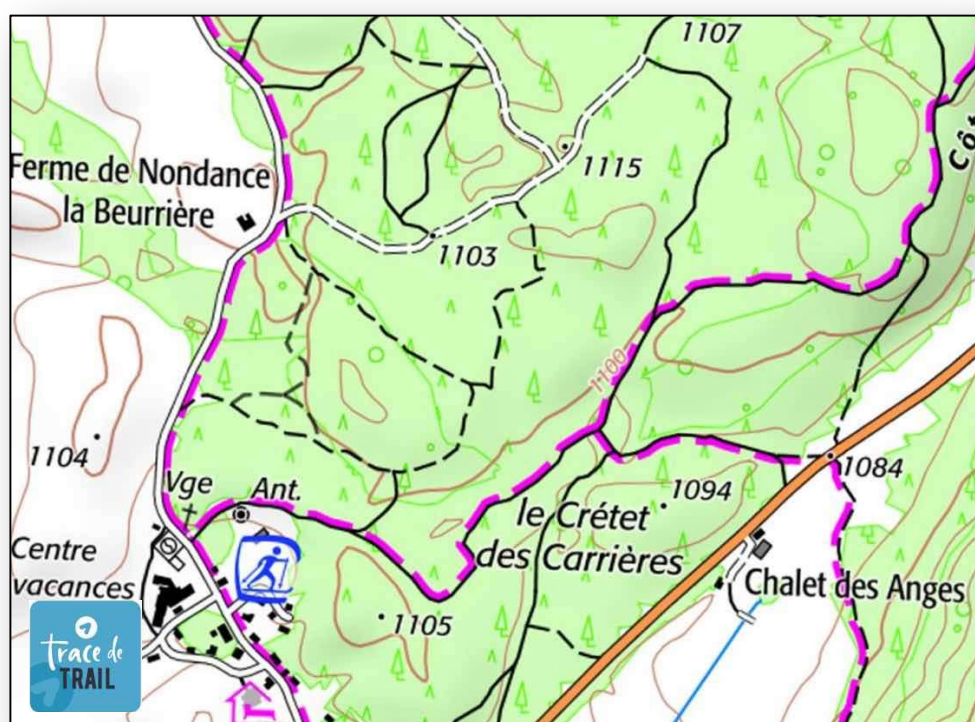 1107
1115
Ferme de Nondance
la Beurrière
1103
Côt
1100
1104
1084
Vge
Ant.
1094
le Crétet
des Carrières
Centre
vacances
Chalet des Anges
1105
trace de
TRAIL